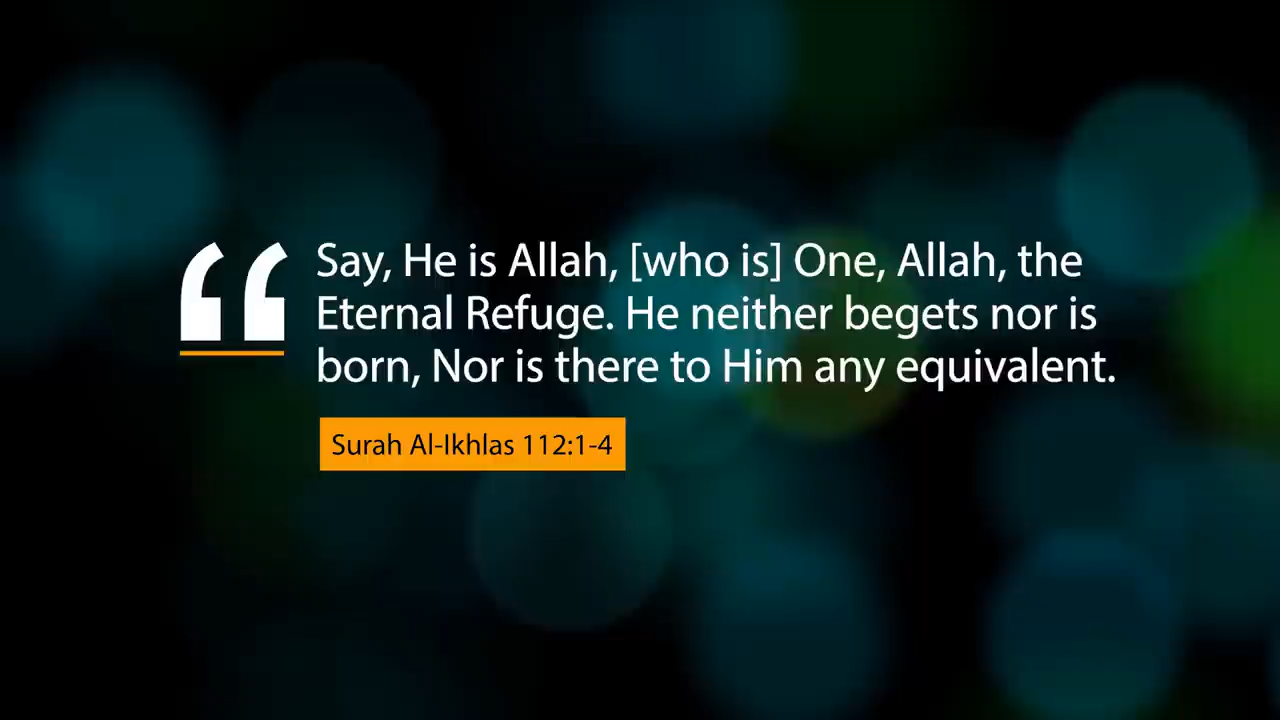 “
Say, He is Allah, [who is] One, Allah, the
Eternal Refuge. He neither begets nor is
born, Nor is there to Him any equivalent.
Surah Al-Ikhlas 112:1-4